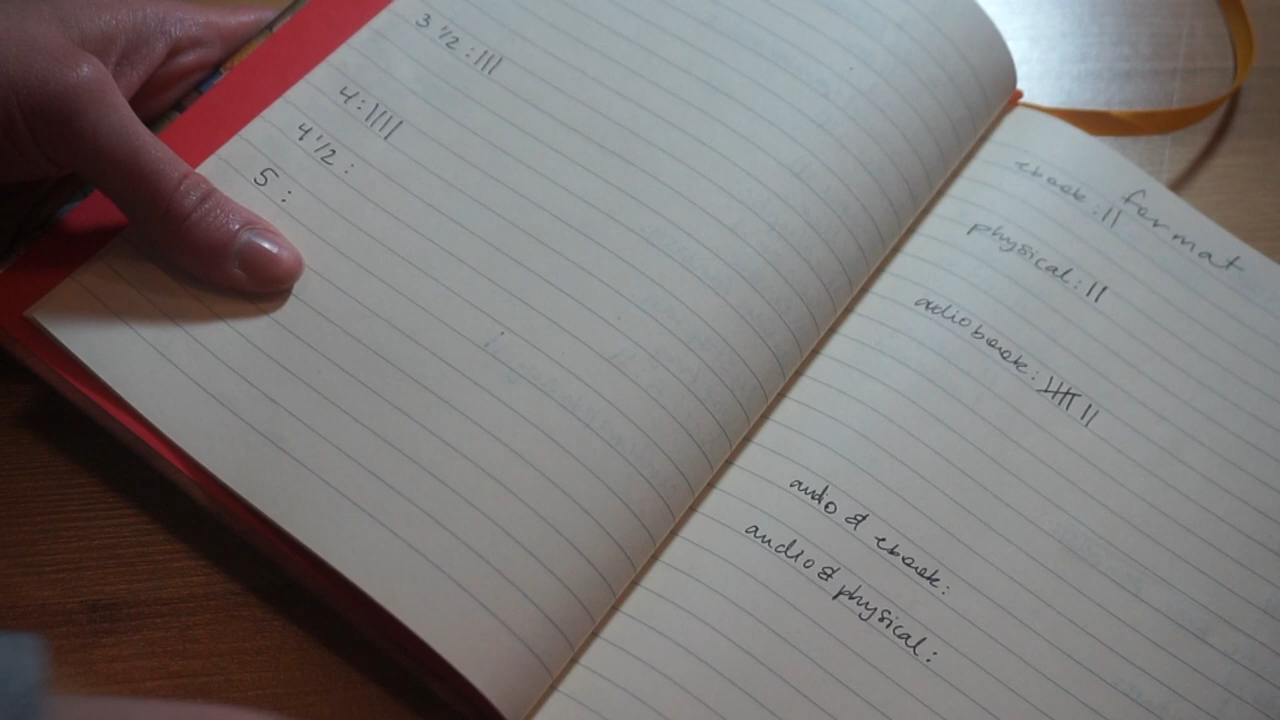 3 1/2 : |||
4 : ||||
4 1/2 :
5 :
format
ebook : ||
physical : ||
audiobook : 𝍸 ||
audio & ebook :
audio & physical :